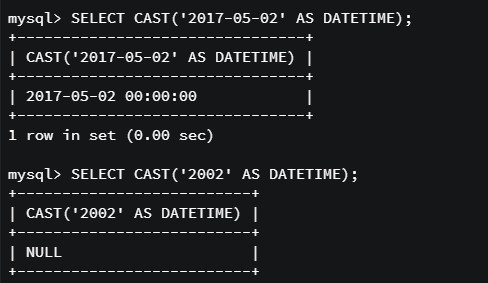 mysql> SELECT CAST('2017-05-02' AS DATETIME);
+-------------------------------+
| CAST('2017-05-02' AS DATETIME) |
+-------------------------------+
| 2017-05-02 00:00:00            |
+-------------------------------+
1 row in set (0.00 sec)

mysql> SELECT CAST('2002' AS DATETIME);
+--------------------------+
| CAST('2002' AS DATETIME) |
+--------------------------+
| NULL                     |
+--------------------------+